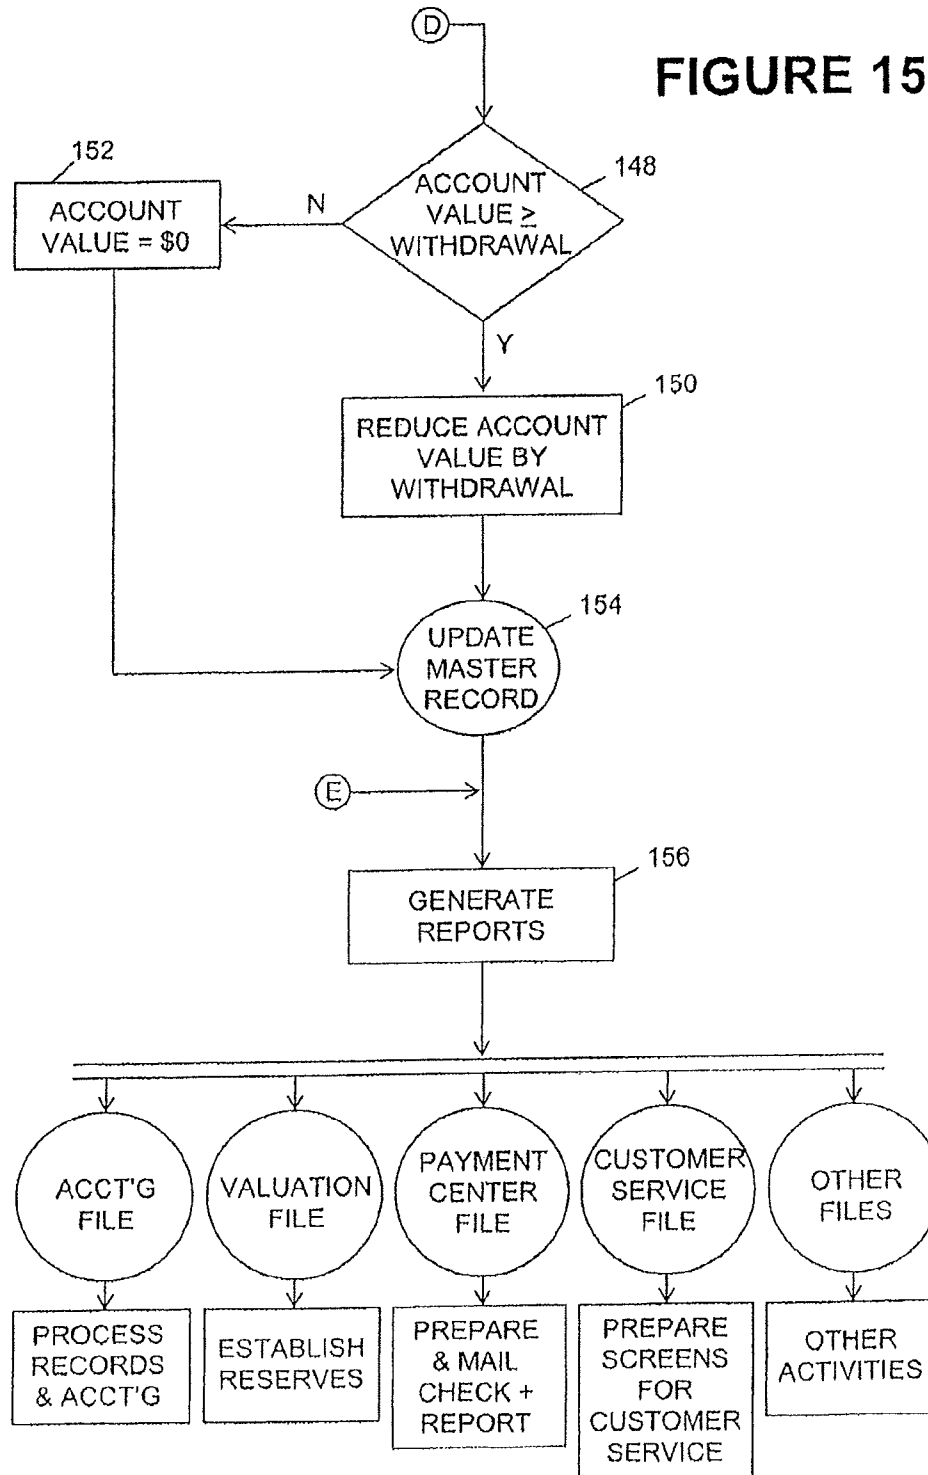 D
FIGURE 15
152
148
ACCOUNT
VALUE ≥
WITHDRAWAL
N
ACCOUNT
VALUE = $0
Y
150
REDUCE ACCOUNT
VALUE BY
WITHDRAWAL
154
UPDATE
MASTER
RECORD
E
156
GENERATE
REPORTS
ACCT'G
FILE
VALUATION
FILE
PAYMENT
CENTER
FILE
CUSTOMER
SERVICE
FILE
OTHER
FILES
PROCESS
RECORDS
& ACCT'G
ESTABLISH
RESERVES
PREPARE
& MAIL
CHECK +
REPORT
PREPARE
SCREENS
FOR
CUSTOMER
SERVICE
OTHER
ACTIVITIES